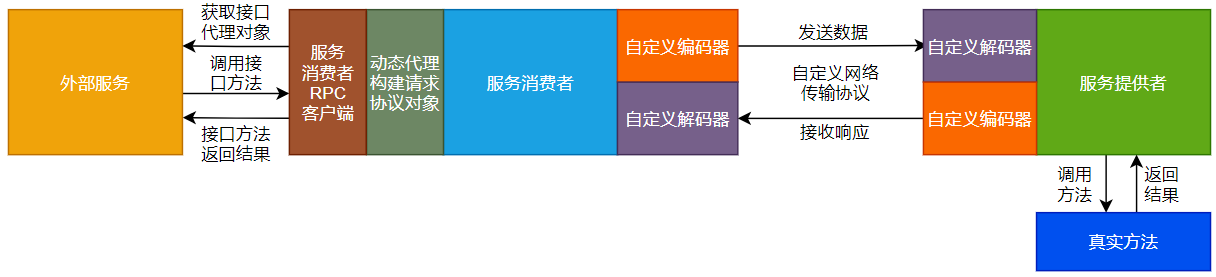 外部服务
获取接口
代理对象
调用接
口方法
接口方法
返回结果
服务
消费者
RPC
客户端
动态代理
构建请求
协议对象
服务消费者
自定义编码器
自定义解码器
发送数据
自定义网络
传输协议
接收响应
自定义解码器
自定义编码器
服务提供者
调用
方法
返回
结果
真实方法